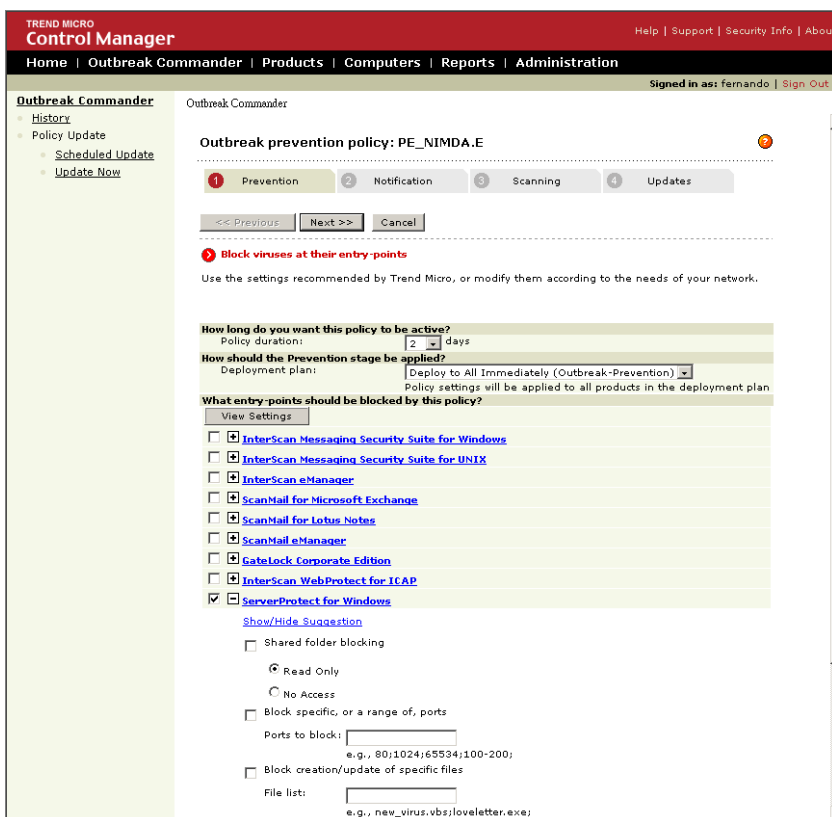 TREND MICRO
Control Manager
Help | Support | Security Info | Abou
Home | Outbreak Commander | Products | Computers | Reports | Administration
Signed in as: fernando | Sign Out
Outbreak Commander
History
Policy Update
Scheduled Update
Update Now
Outbreak Commander
Outbreak prevention policy: PE_NIMDA.E
?
1 Prevention 2 Notification 3 Scanning 4 Updates
<< Previous Next >> Cancel
Block viruses at their entry-points
Use the settings recommended by Trend Micro, or modify them according to the needs of your network.
How long do you want this policy to be active?
Policy duration: 2 days
How should the Prevention stage be applied?
Deployment plan: Deploy to All Immediately (Outbreak-Prevention)
Policy settings will be applied to all products in the deployment plan
What entry-points should be blocked by this policy?
View Settings
InterScan Messaging Security Suite for Windows
InterScan Messaging Security Suite for UNIX
InterScan eManager
ScanMail for Microsoft Exchange
ScanMail for Lotus Notes
ScanMail eManager
GateLock Corporate Edition
InterScan WebProtect for ICAP
ServerProtect for Windows
Show/Hide Suggestion
Shared folder blocking
Read Only
No Access
Block specific, or a range of, ports
Ports to block:
e.g., 80;1024;65534;100-200;
Block creation/update of specific files
File list:
e.g., new_virus.vbs;loveletter.exe;